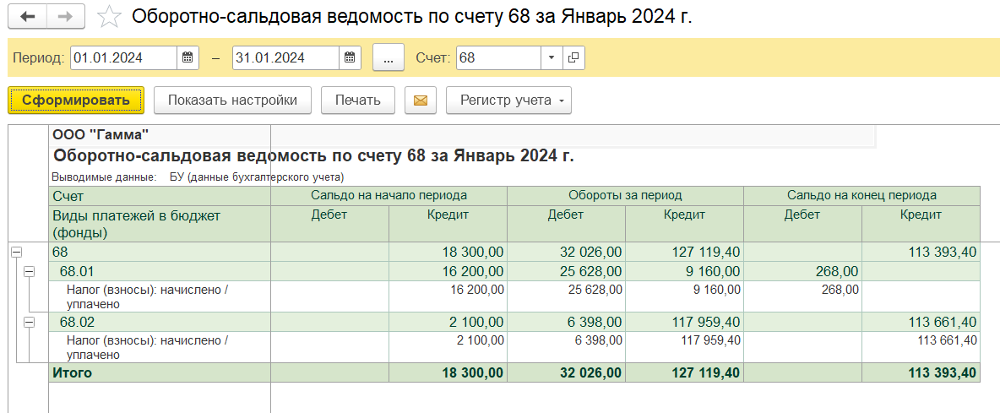 Оборотно-сальдовая ведомость по счету 68 за Январь 2024 г.
Период: 01.01.2024 – 31.01.2024 ... Счет: 68
Сформировать Показать настройки Печать Регистр учета
ООО "Гамма"
Оборотно-сальдовая ведомость по счету 68 за Январь 2024 г.
Выводимые данные: БУ (данные бухгалтерского учета)
Счет Сальдо на начало периода Обороты за период Сальдо на конец периода
Виды платежей в бюджет Дебет Кредит Дебет Кредит Дебет Кредит
(фонды)
68 18 300,00 32 026,00 127 119,40 113 393,40
68.01 16 200,00 25 628,00 9 160,00 268,00
Налог (взносы): начислено / 16 200,00 25 628,00 9 160,00 268,00
уплачено
68.02 2 100,00 6 398,00 117 959,40 113 661,40
Налог (взносы): начислено / 2 100,00 6 398,00 117 959,40 113 661,40
уплачено
Итого 18 300,00 32 026,00 127 119,40 113 393,40